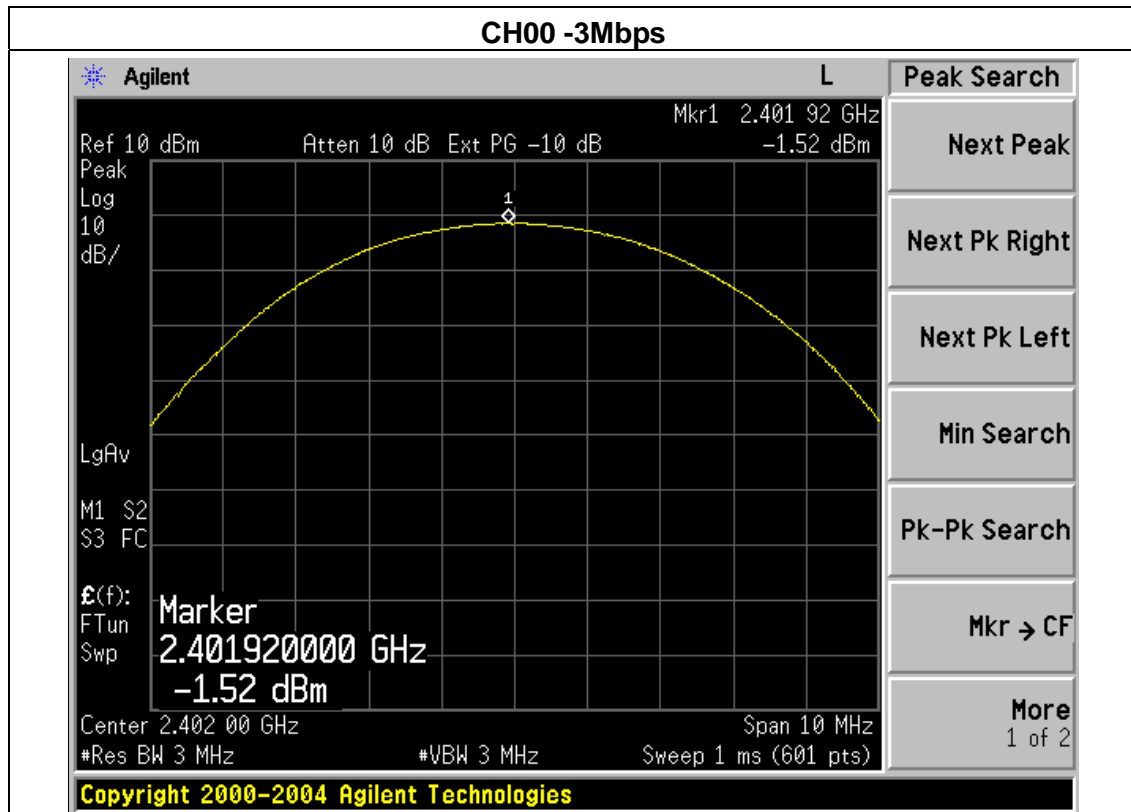 CH00 -3Mbps
Agilent
L
Peak Search
Mkr1 2.401 92 GHz
Ref 10 dBm Atten 10 dB Ext PG -10 dB -1.52 dBm
Peak
Log
10
dB/
1
LgAv
M1 S2
S3 FC
£(f):
FTun
Swp
Marker
2.401920000 GHz
-1.52 dBm
Center 2.402 00 GHz Span 10 MHz
#Res BW 3 MHz #VBW 3 MHz Sweep 1 ms (601 pts)
Next Peak
Next Pk Right
Next Pk Left
Min Search
Pk-Pk Search
Mkr → CF
More
1 of 2
Copyright 2000-2004 Agilent Technologies